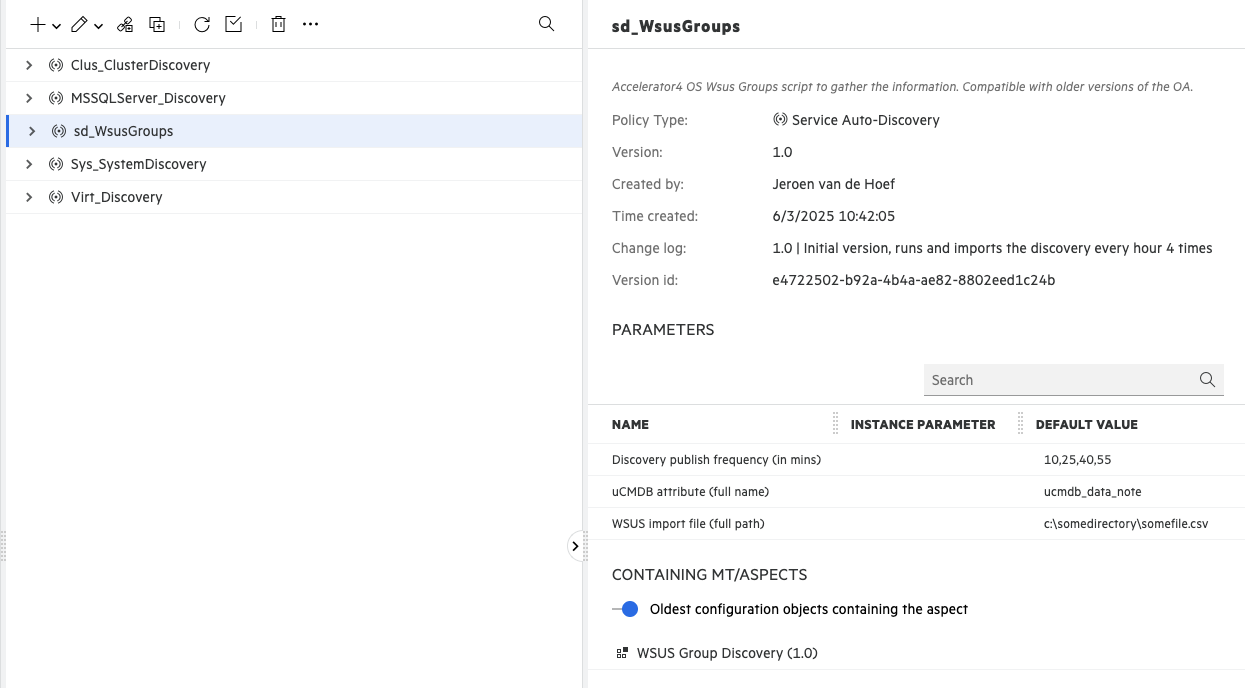 Clus_ClusterDiscovery
MSSQLServer_Discovery
sd_WsusGroups
Sys_SystemDiscovery
Virt_Discovery
sd_WsusGroups
Accelerator4 OS Wsus Groups script to gather the information. Compatible with older versions of the OA.
Policy Type: Service Auto-Discovery
Version: 1.0
Created by: Jeroen van de Hoef
Time created: 6/3/2025 10:42:05
Change log: 1.0 | Initial version, runs and imports the discovery every hour 4 times
Version id: e4722502-b92a-4b4a-ae82-8802eed1c24b
PARAMETERS
Search
NAME INSTANCE PARAMETER DEFAULT VALUE
Discovery publish frequency (in mins) 10,25,40,55
uCMDB attribute (full name) ucmdb_data_note
WSUS import file (full path) c:\somedirectory\somefile.csv
CONTAINING MT/ASPECTS
Oldest configuration objects containing the aspect
WSUS Group Discovery (1.0)